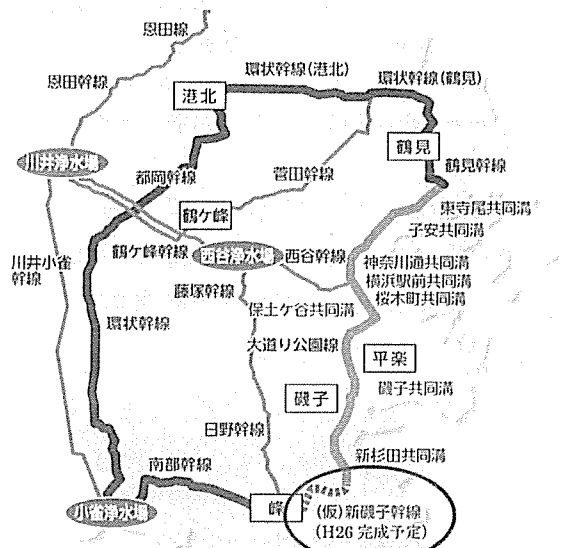 恩田線
恩田幹線
環状幹線(港北)
環状幹線(鶴見)
港北
鶴見
川井浄水場
菅田幹線
鶴見幹線
都岡幹線
鶴ケ峰
東寺尾共同溝
子安共同溝
鶴ケ峰幹線
西谷浄水場
西谷幹線
神奈川通共同溝
横浜駅前共同溝
桜木町共同溝
川井小雀
幹線
藤塚幹線
保土ケ谷共同溝
環状幹線
大道り公園線
平楽
磯子
磯子共同溝
日野幹線
新杉田共同溝
南部幹線
小雀浄水場
峰
(仮)新磯子幹線
(H26 完成予定)